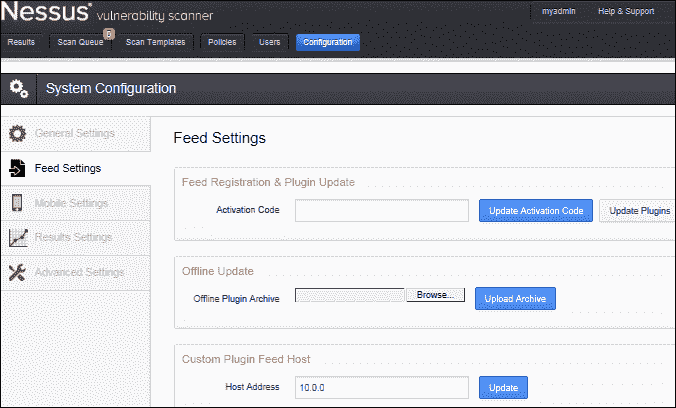 Nessus® vulnerability scanner
myadmin Help & Support
Results Scan Queue 0 Scan Templates Policies Users Configuration
System Configuration
General Settings
Feed Settings
Mobile Settings
Results Settings
Advanced Settings
Feed Settings
Feed Registration & Plugin Update
Activation Code Update Activation Code Update Plugins
Offline Update
Offline Plugin Archive Browse... Upload Archive
Custom Plugin Feed Host
Host Address 10.0.0 Update